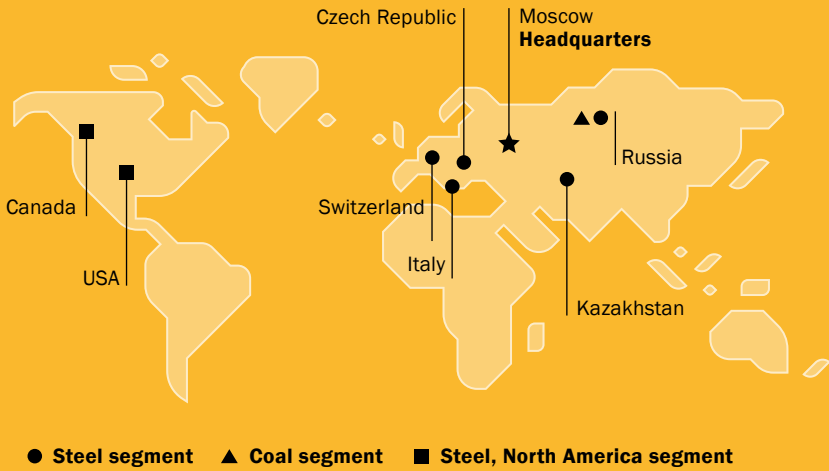 Czech Republic
Moscow
Headquarters
Russia
Canada
Switzerland
Italy
USA
Kazakhstan
Steel segment
Coal segment
Steel, North America segment